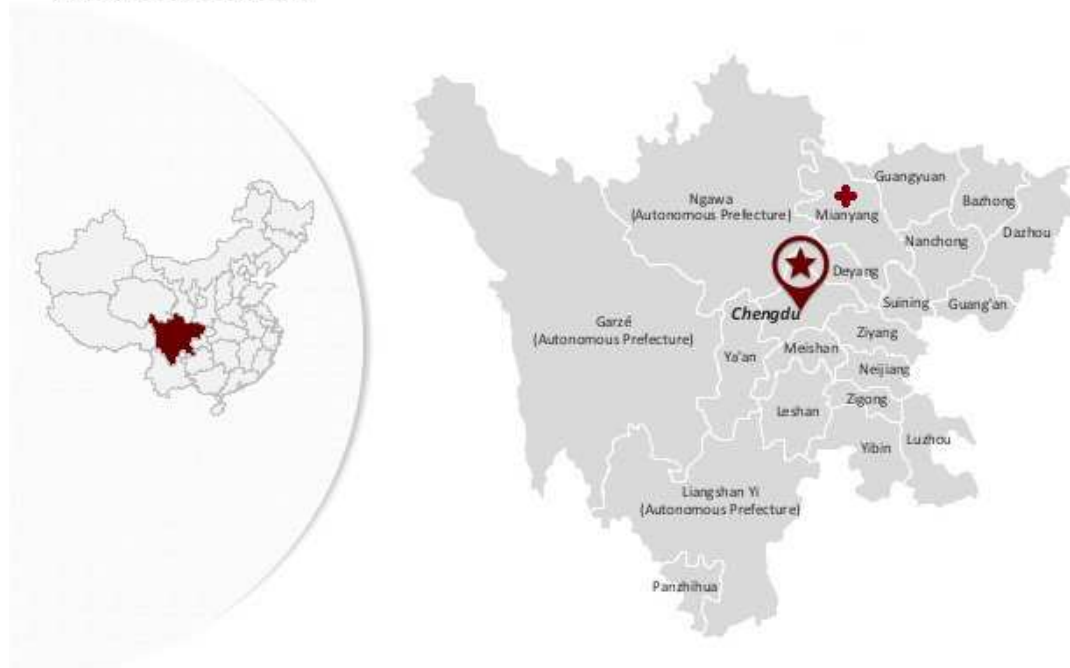 Guangyuan
Ngawa
(Autonomous Prefecture)
Mianyang
Bazhong
Dazhou
Nanchong
Deyang
Suining
Guang'an
Chengdu
Garzé
(Autonomous Prefecture)
Ziyang
Meishan
Ya'an
Neijiang
Zigong
Leshan
Luzhou
Yibin
Liangshan Yi
(Autonomous Prefecture)
Panzhihua